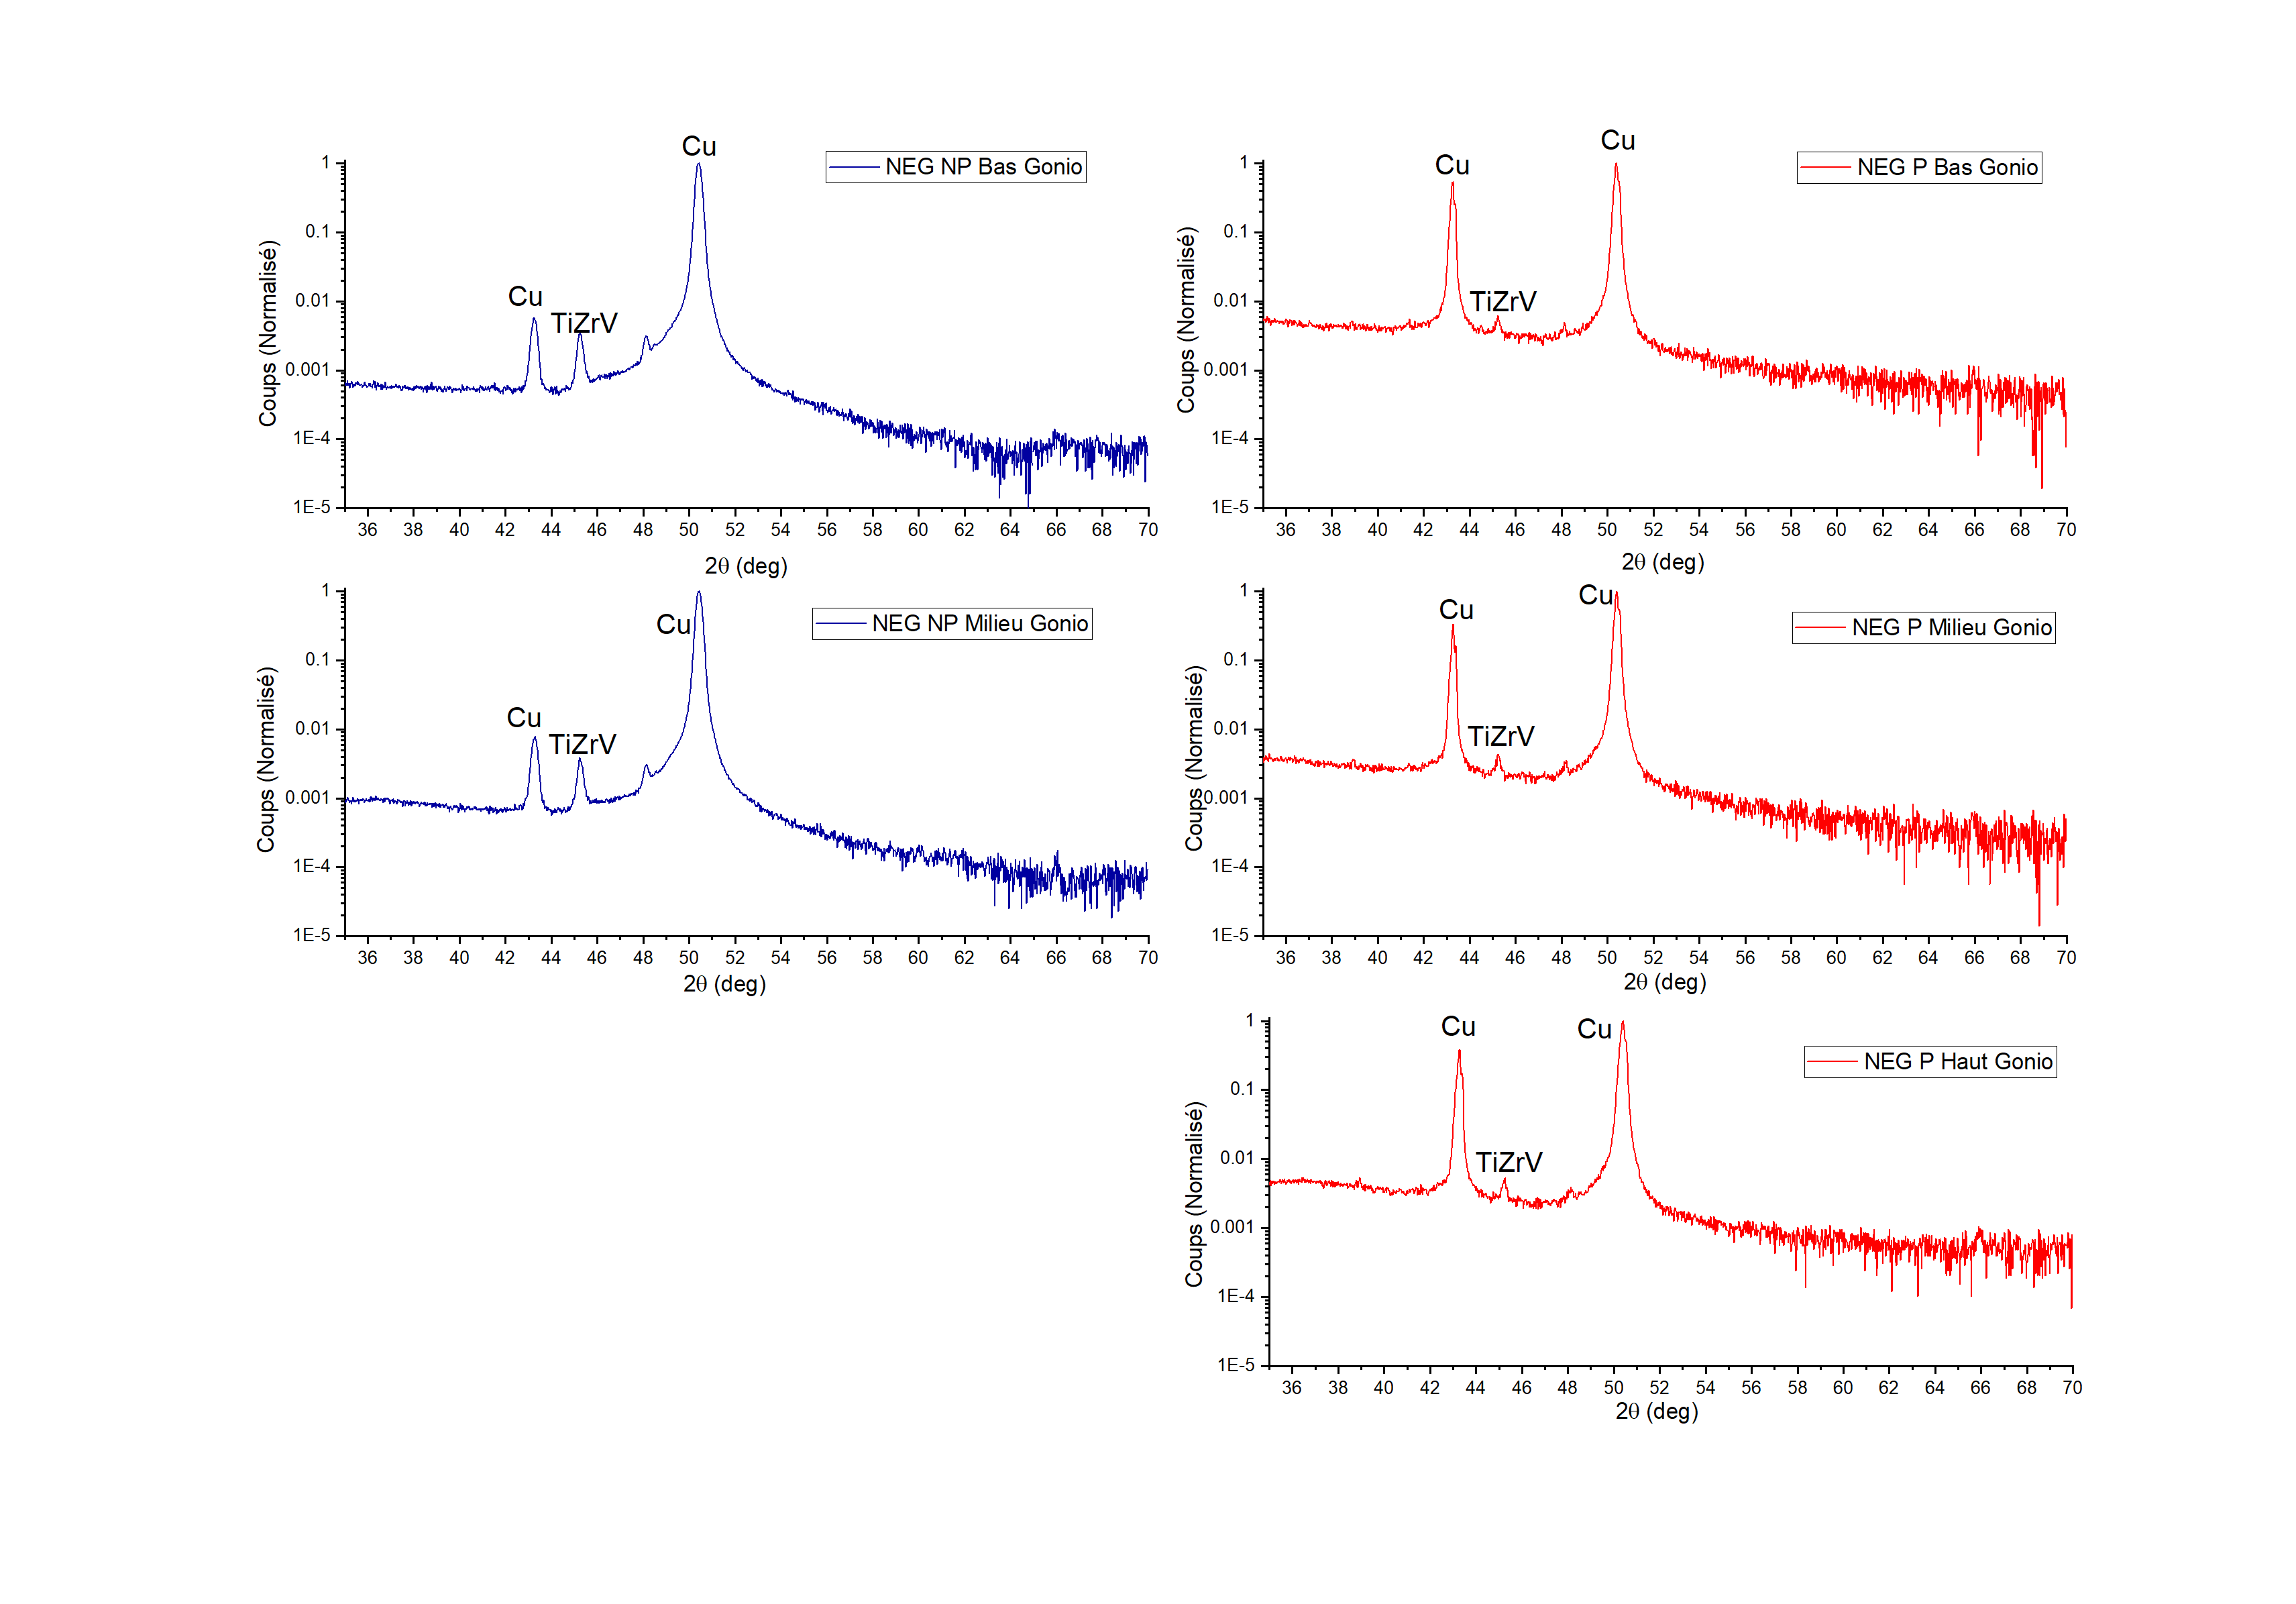 Cu
NEG NP Bas Gonio
Cu
TiZrV
Coups (Normalisé)
1
0.1
0.01
0.001
1E-4
1E-5
36 38 40 42 44 46 48 50 52 54 56 58 60 62 64 66 68 70
2θ (deg)
Cu
Cu
NEG P Bas Gonio
TiZrV
Coups (Normalisé)
1
0.1
0.01
0.001
1E-4
1E-5
36 38 40 42 44 46 48 50 52 54 56 58 60 62 64 66 68 70
2θ (deg)
NEG NP Milieu Gonio
Cu
Cu
TiZrV
Coups (Normalisé)
1
0.1
0.01
0.001
1E-4
1E-5
36 38 40 42 44 46 48 50 52 54 56 58 60 62 64 66 68 70
2θ (deg)
Cu
Cu
NEG P Milieu Gonio
TiZrV
Coups (Normalisé)
1
0.1
0.01
0.001
1E-4
1E-5
36 38 40 42 44 46 48 50 52 54 56 58 60 62 64 66 68 70
2θ (deg)
Cu
Cu
NEG P Haut Gonio
TiZrV
Coups (Normalisé)
1
0.1
0.01
0.001
1E-4
1E-5
36 38 40 42 44 46 48 50 52 54 56 58 60 62 64 66 68 70
2θ (deg)